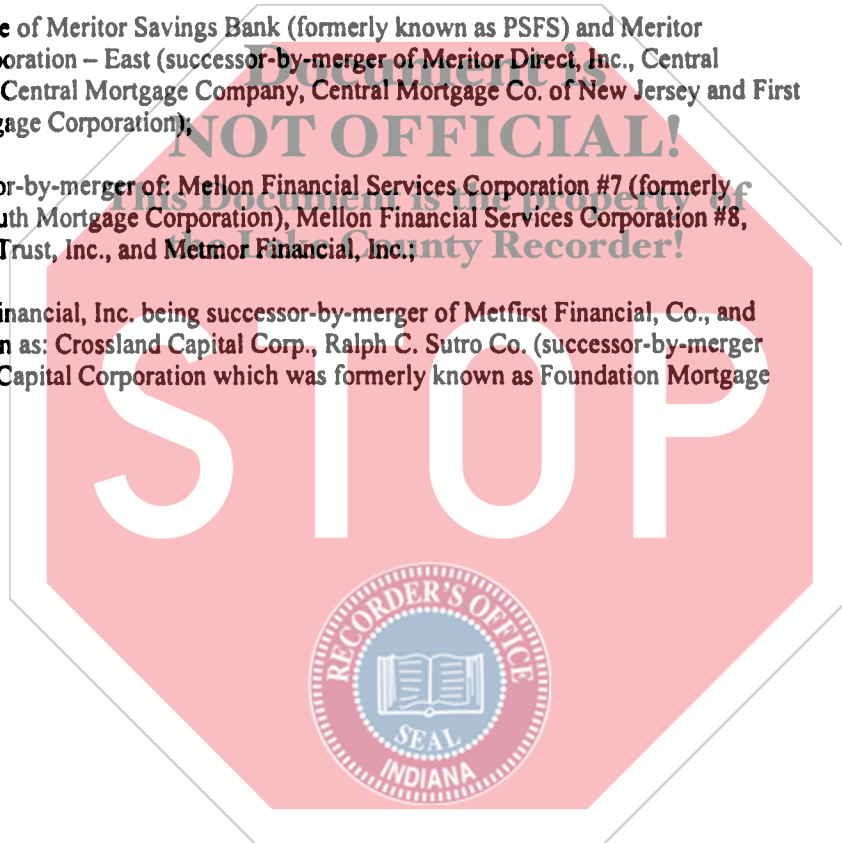 e of Meritor Savings Bank (formerly known as PSFS) and Meritor
oration – East (successor-by-merger of Meritor Direct, Inc., Central
Central Mortgage Company, Central Mortgage Co. of New Jersey and First
gage Corporation);
or-by-merger of: Mellon Financial Services Corporation #7 (formerly
uth Mortgage Corporation), Mellon Financial Services Corporation #8,
Trust, Inc., and Metmor Financial, Inc.;
inancial, Inc. being successor-by-merger of Metfirst Financial, Co., and
n as: Crossland Capital Corp., Ralph C. Sutro Co. (successor-by-merger
Capital Corporation which was formerly known as Foundation Mortgage
Document is
NOT OFFICIAL!
This Document is the property of
the Lake County Recorder!
STOP
RECORDER'S OFFICE
SEAL
INDIANA